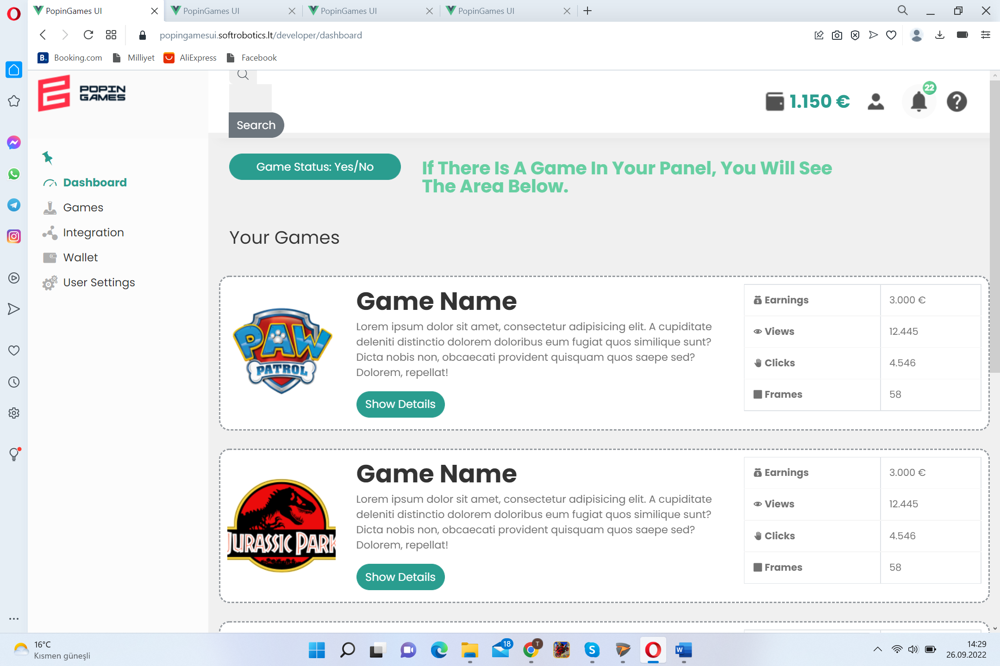 PopinGames UI
PopinGames UI
PopinGames UI
PopinGames UI
popingamesui.softrobotics.lt/developer/dashboard
B.
Booking.com
Milliyet
AliExpress
Facebook
POPIN
GAMES
Search
1.150 €
22
Dashboard
Games
Integration
Wallet
User Settings
Game Status: Yes/No
If There Is A Game In Your Panel, You Will See
The Area Below.
Your Games
PAW
PATROL
Game Name
Lorem ipsum dolor sit amet, consectetur adipisicing elit. A cupiditate
deleniti distinctio dolorem doloribus eum fugiat quos similique sunt?
Dicta nobis non, obcaecati provident quisquam quos saepe sed?
Dolorem, repellat!
Show Details
Earnings 3.000 €
Views 12.445
Clicks 4.546
Frames 58
JURASSIC PARK
Game Name
Lorem ipsum dolor sit amet, consectetur adipisicing elit. A cupiditate
deleniti distinctio dolorem doloribus eum fugiat quos similique sunt?
Dicta nobis non, obcaecati provident quisquam quos saepe sed?
Dolorem, repellat!
Show Details
Earnings 3.000 €
Views 12.445
Clicks 4.546
Frames 58
16°C
Kısmen güneşli
18
T
S
W
14:29
26.09.2022